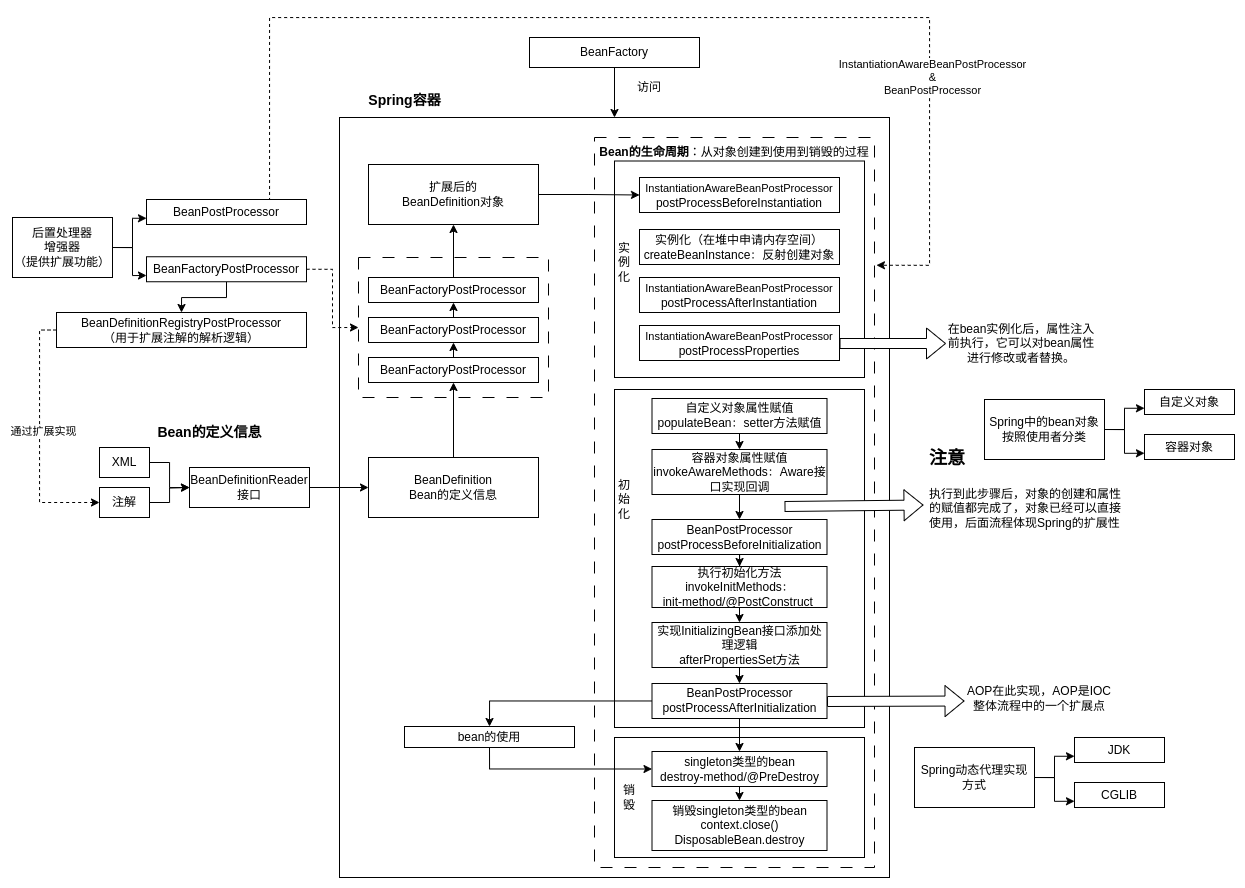 BeanFactory
访问
InstantiationAwareBeanPostProcessor
&
BeanPostProcessor
Spring容器
Bean的生命周期：从对象创建到使用到销毁的过程
扩展后的
BeanDefinition对象
InstantiationAwareBeanPostProcessor
postProcessBeforeInstantiation
BeanPostProcessor
后置处理器
增强器
（提供扩展功能）
BeanFactoryPostProcessor
BeanDefinitionRegistryPostProcessor
（用于扩展注解的解析逻辑）
实
例
化
实例化（在堆中申请内存空间）
createBeanInstance：反射创建对象
BeanFactoryPostProcessor
BeanFactoryPostProcessor
BeanFactoryPostProcessor
InstantiationAwareBeanPostProcessor
postProcessAfterInstantiation
InstantiationAwareBeanPostProcessor
postProcessProperties
在bean实例化后，属性注入
前执行，它可以对bean属性
进行修改或者替换。
通过扩展实现
Bean的定义信息
XML
注解
BeanDefinitionReader
接口
BeanDefinition
Bean的定义信息
初
始
化
自定义对象属性赋值
populateBean：setter方法赋值
容器对象属性赋值
invokeAwareMethods：Aware接
口实现回调
BeanPostProcessor
postProcessBeforeInitialization
执行初始化方法
invokeInitMethods：
init-method/@PostConstruct
实现InitializingBean接口添加处
理逻辑
afterPropertiesSet方法
BeanPostProcessor
postProcessAfterInitialization
注意
Spring中的bean对象
按照使用者分类
自定义对象
容器对象
执行到此步骤后，对象的创建和属性
的赋值都完成了，对象已经可以直接
使用，后面流程体现Spring的扩展性
AOP在此实现，AOP是IOC
整体流程中的一个扩展点
bean的使用
销
毁
singleton类型的bean
destroy-method/@PreDestroy
销毁singleton类型的bean
context.close()
DisposableBean.destroy
Spring动态代理实现
方式
JDK
CGLIB